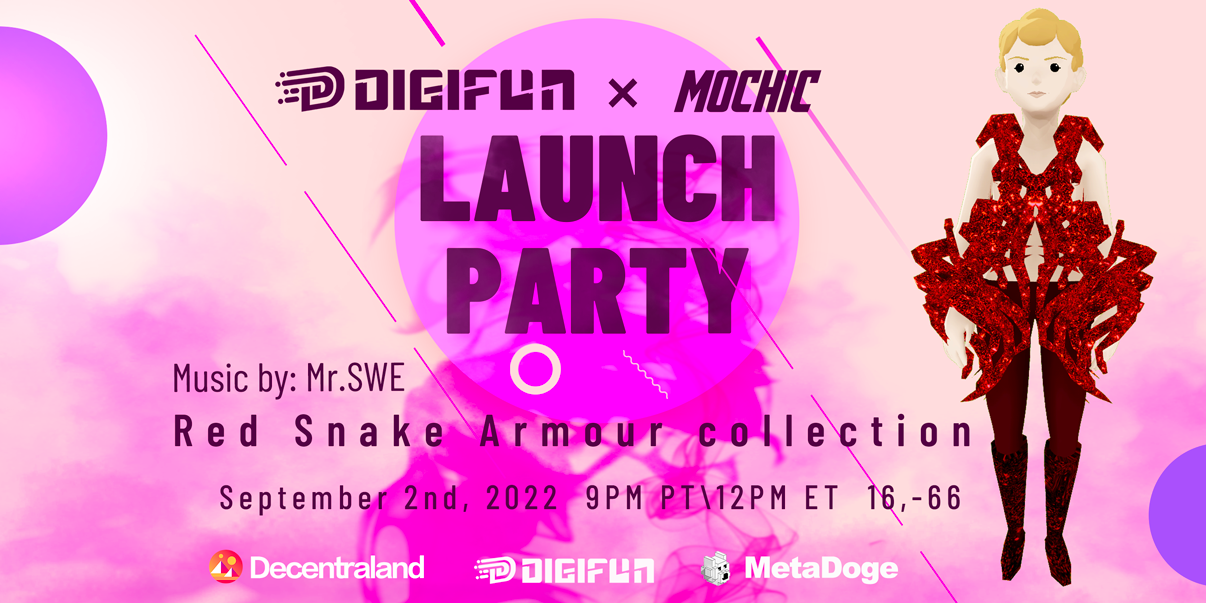 DIGIFUN × MOCHIC
LAUNCH
PARTY
Music by: Mr.SWE
Red Snake Armour collection
September 2nd, 2022 9PM PT\12PM ET 16,-66
Decentraland DIGIFUN MetaDoge